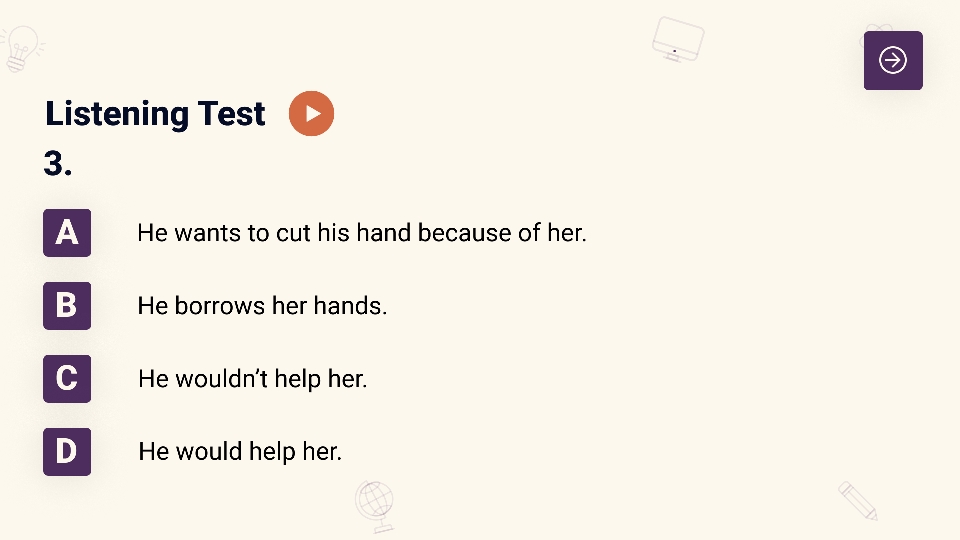 Listening Test
3.
A He wants to cut his hand because of her.
B He borrows her hands.
C He wouldn’t help her.
D He would help her.